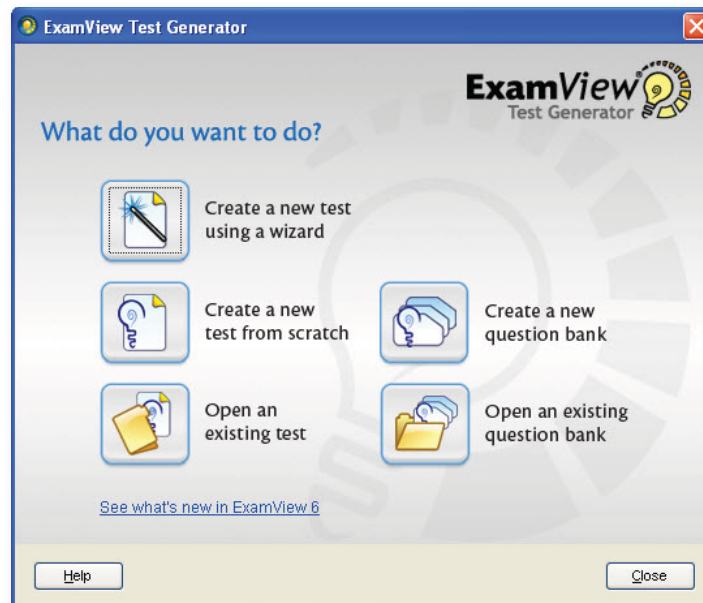 ExamView Test Generator
ExamView®
Test Generator
What do you want to do?
Create a new test
using a wizard
Create a new
test from scratch
Create a new
question bank
Open an
existing test
Open an existing
question bank
See what's new in ExamView 6
Help
Close